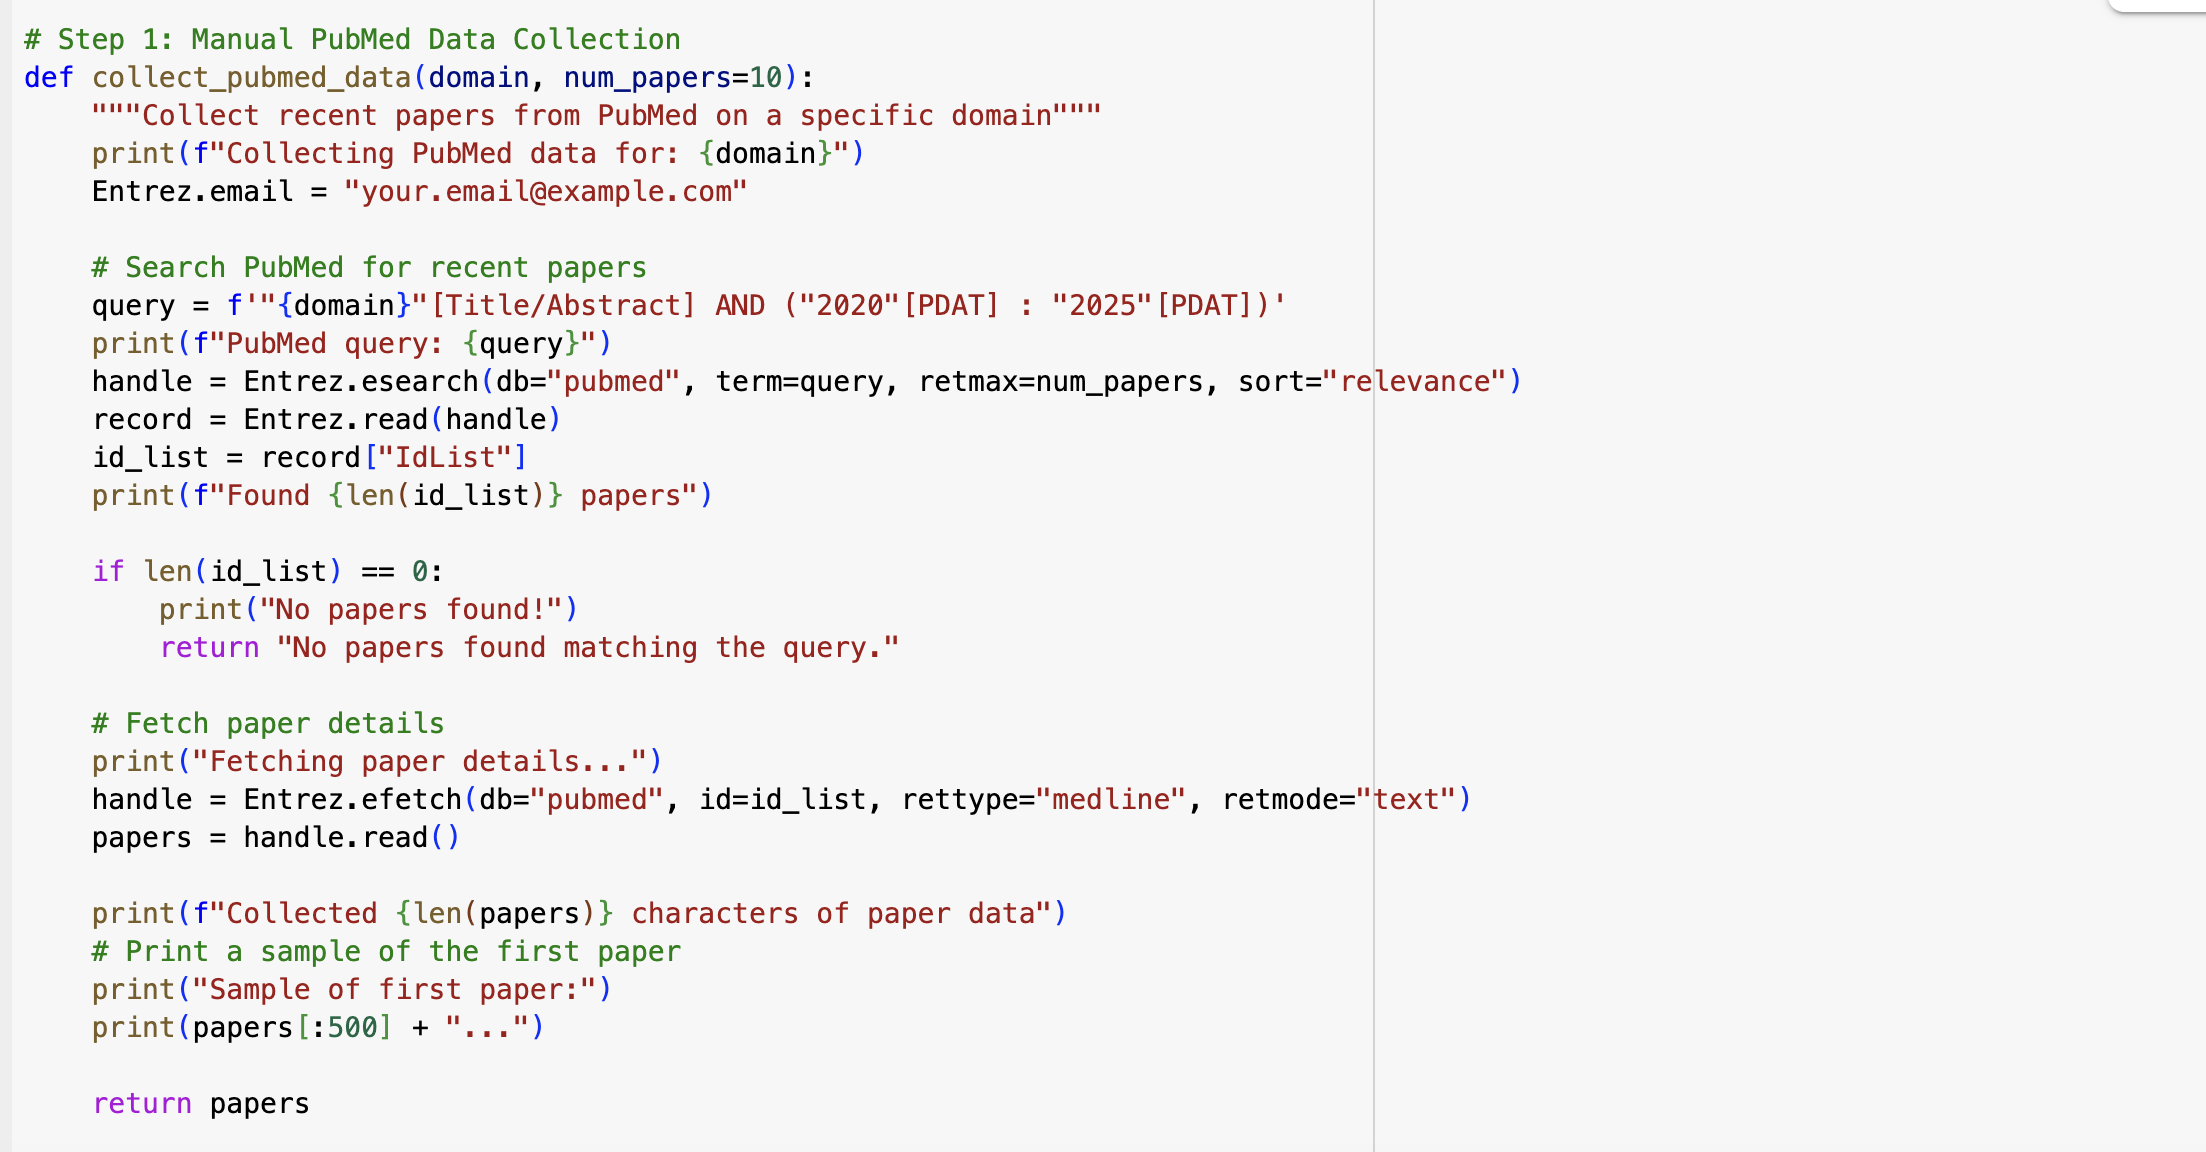 # Step 1: Manual PubMed Data Collection
def collect_pubmed_data(domain, num_papers=10):
    """Collect recent papers from PubMed on a specific domain"""
    print(f"Collecting PubMed data for: {domain}")
    Entrez.email = "your.email@example.com"

    # Search PubMed for recent papers
    query = f'"{domain}"[Title/Abstract] AND ("2020"[PDAT] : "2025"[PDAT])'
    print(f"PubMed query: {query}")
    handle = Entrez.esearch(db="pubmed", term=query, retmax=num_papers, sort="relevance")
    record = Entrez.read(handle)
    id_list = record["IdList"]
    print(f"Found {len(id_list)} papers")

    if len(id_list) == 0:
        print("No papers found!")
        return "No papers found matching the query."

    # Fetch paper details
    print("Fetching paper details...")
    handle = Entrez.efetch(db="pubmed", id=id_list, rettype="medline", retmode="text")
    papers = handle.read()

    print(f"Collected {len(papers)} characters of paper data")
    # Print a sample of the first paper
    print("Sample of first paper:")
    print(papers[:500] + "...")

    return papers